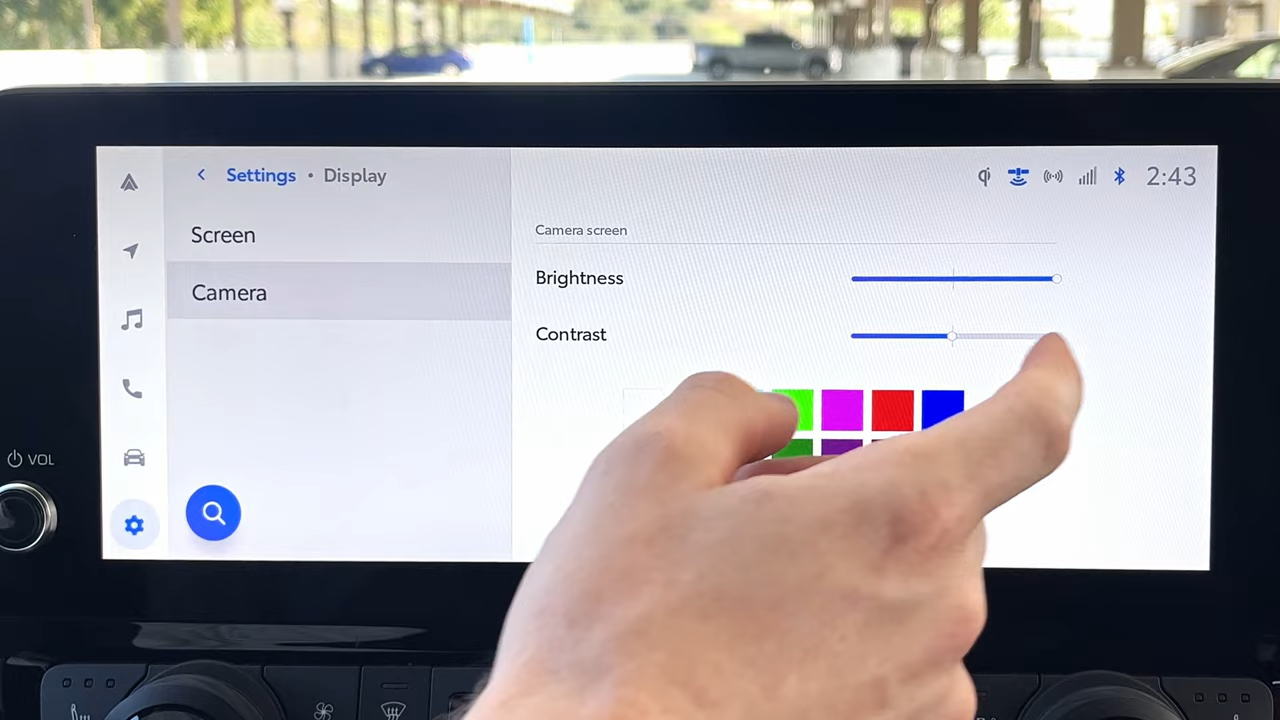 Settings • Display
2:43
Screen
Camera
Camera screen
Brightness
Contrast
VOL